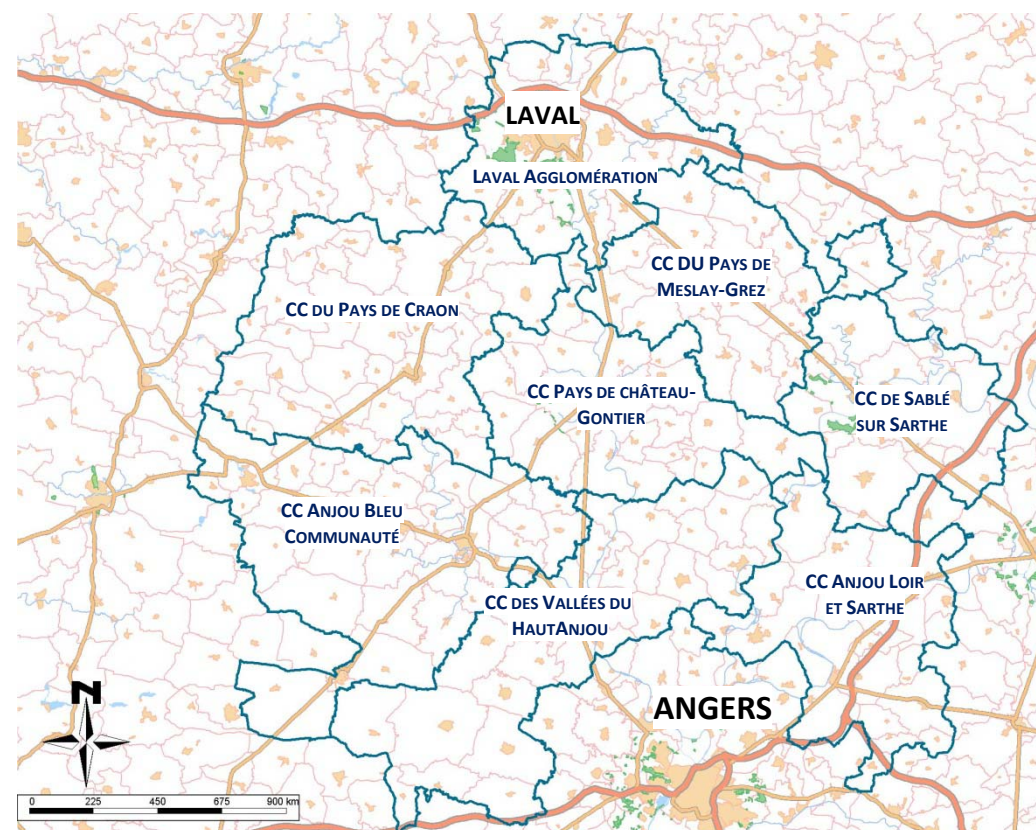 LAVAL
LAVAL AGGLOMÉRATION
CC DU PAYS DE
MESLAY-GREZ
CC DU PAYS DE CRAON
CC PAYS DE CHÂTEAU-
GONTIER
CC DE SABLÉ
SUR SARTHE
CC ANJOU BLEU
COMMUNAUTÉ
CC ANJOU LOIR
ET SARTHE
CC DES VALLÉES DU
HAUTANJOU
ANGERS
N
0 225 450 675 900 km